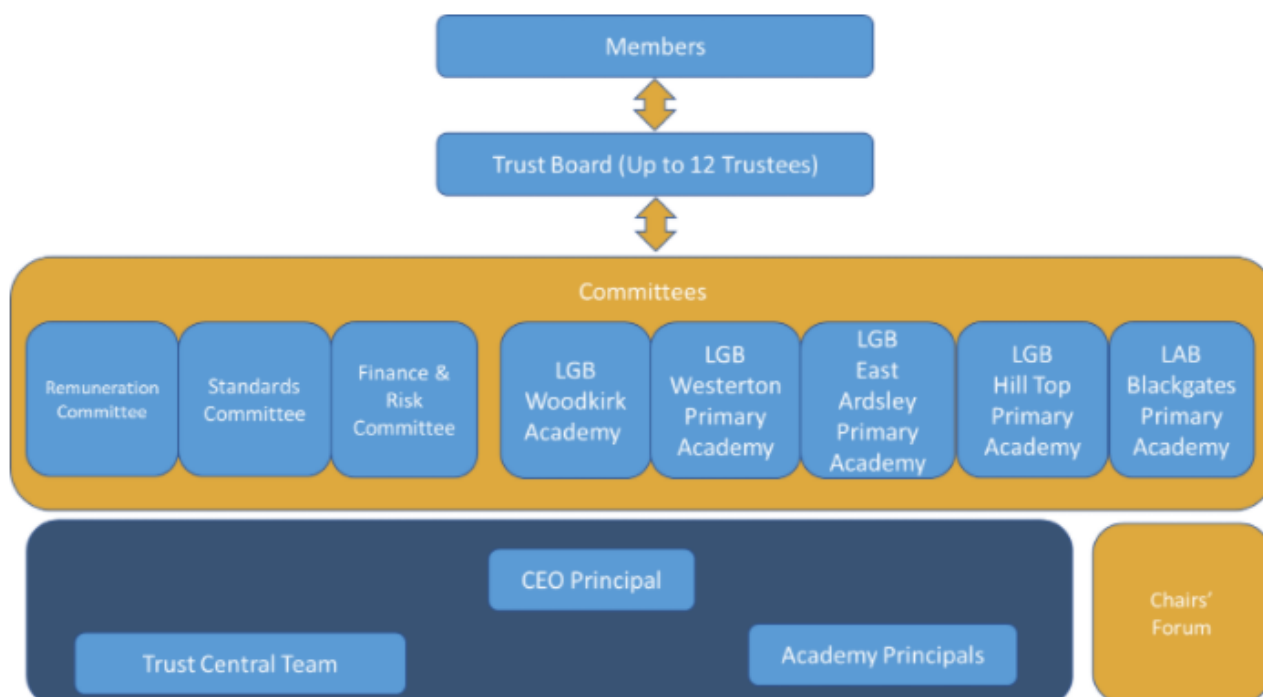 Members
Trust Board (Up to 12 Trustees)
Committees
Remuneration
Committee
Standards
Committee
Finance &
Risk
Committee
LGB
Woodkirk
Academy
LGB
Westerton
Primary
Academy
LGB
East
Ardsley
Primary
Academy
LGB
Hill Top
Primary
Academy
LAB
Blackgates
Primary
Academy
CEO Principal
Trust Central Team
Academy Principals
Chairs'
Forum